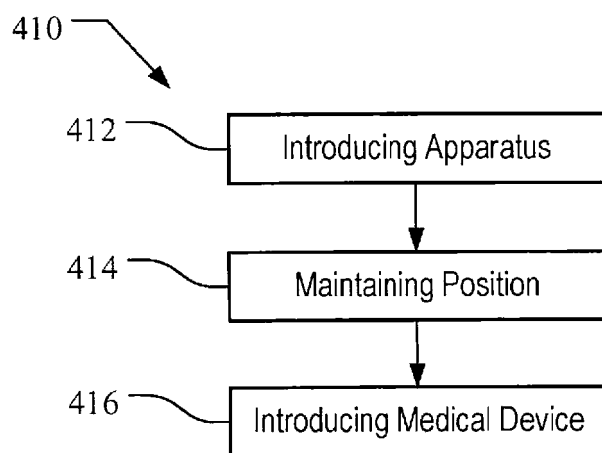 410
412
Introducing Apparatus
414
Maintaining Position
416
Introducing Medical Device